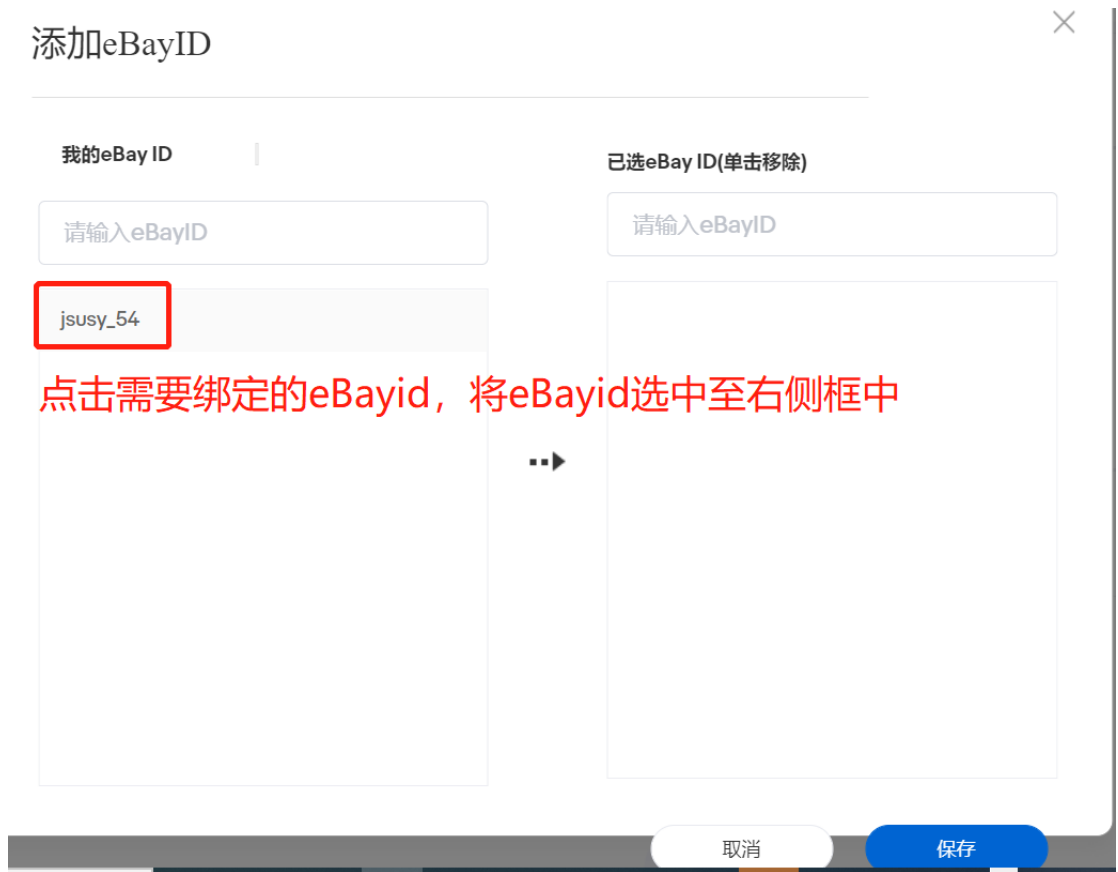 添加eBayID
我的eBay ID
已选eBay ID(单击移除)
请输入eBayID
请输入eBayID
jsusy_54
点击需要绑定的eBayid，将eBayid选中至右侧框中
取消
保存